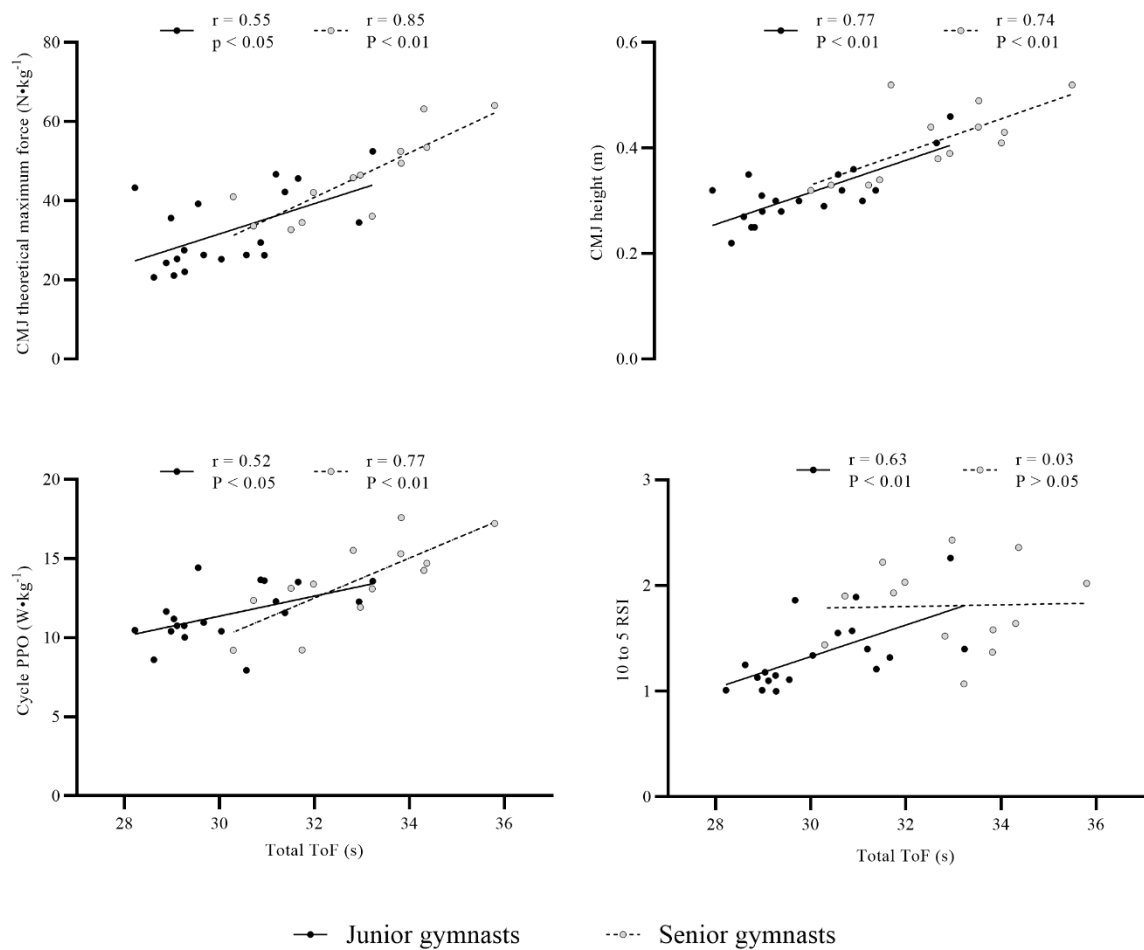 r = 0.55 r = 0.85
p < 0.05 P < 0.01
80
60
40
20
0
CMJ theoretical maximum force (N•kg⁻¹)
r = 0.77 r = 0.74
P < 0.01 P < 0.01
0.6
0.4
0.2
0.0
CMJ height (m)
r = 0.52 r = 0.77
P < 0.05 P < 0.01
20
15
10
5
0
Cycle PPO (W•kg⁻¹)
28 30 32 34 36
Total ToF (s)
r = 0.63 r = 0.03
P < 0.01 P > 0.05
3
2
1
0
10 to 5 RSI
28 30 32 34 36
Total ToF (s)
Junior gymnasts Senior gymnasts